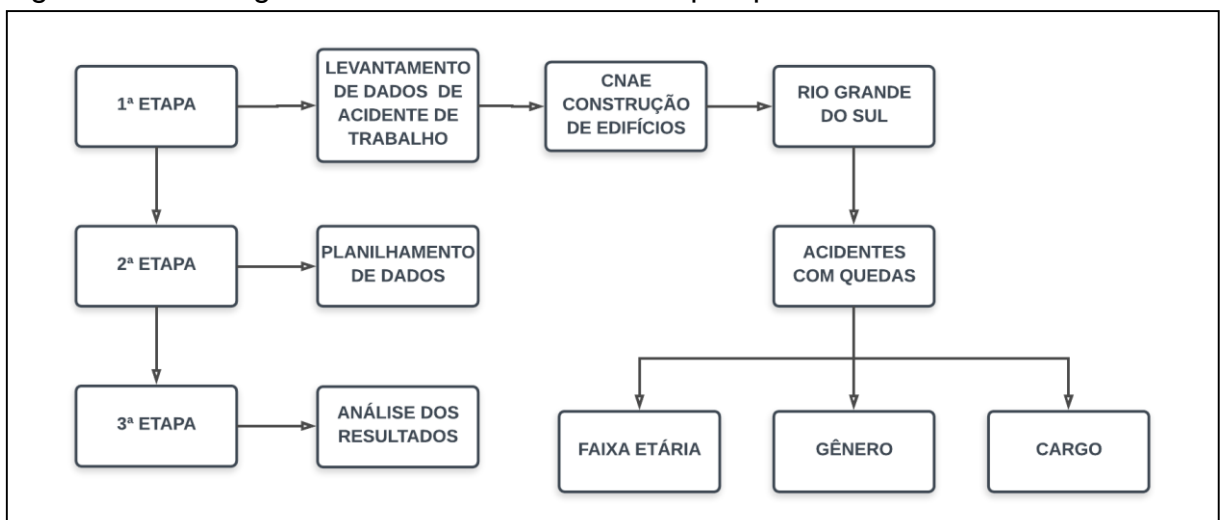 1ª ETAPA
LEVANTAMENTO
DE DADOS DE
ACIDENTE DE
TRABALHO
CNAE
CONSTRUÇÃO
DE EDIFÍCIOS
RIO GRANDE
DO SUL
2ª ETAPA
PLANILHAMENTO
DE DADOS
ACIDENTES
COM QUEDAS
3ª ETAPA
ANÁLISE DOS
RESULTADOS
FAIXA ETÁRIA
GÊNERO
CARGO